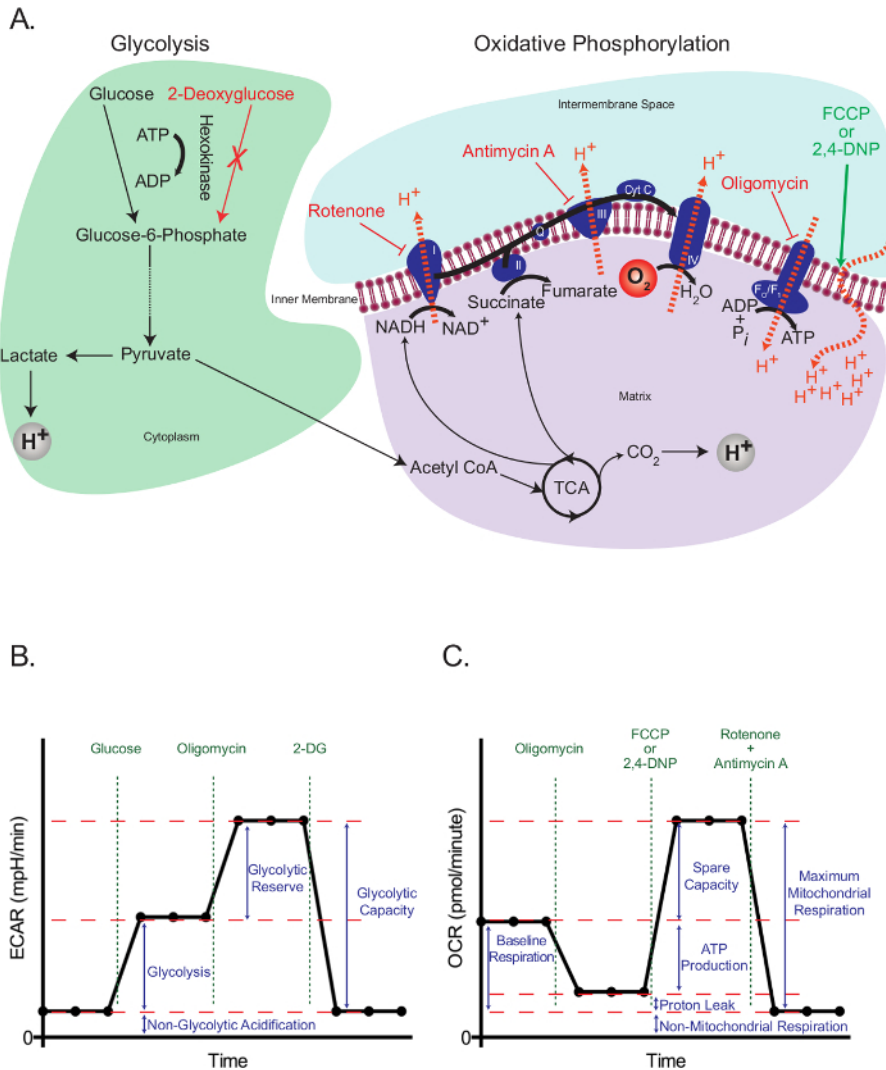 A.
Glycolysis
Oxidative Phosphorylation
Glucose
2-Deoxyglucose
ATP
ADP
Hexokinase
Glucose-6-Phosphate
Lactate
Pyruvate
H+
Cytoplasm
Intermembrane Space
FCCP
or
2,4-DNP
Antimycin A
H+
Cyt C
H+
Oligomycin
H+
Rotenone
I
Q
III
II
IV
Fo/F1
Inner Membrane
NADH
NAD+
Succinate
Fumarate
O2
H2O
ADP
+
Pi
ATP
H+
H+
H+
H+
H+
H+
H+
Matrix
Acetyl CoA
TCA
CO2
H+
B.
ECAR (mpH/min)
Glucose
Oligomycin
2-DG
Glycolytic
Reserve
Glycolytic
Capacity
Glycolysis
Non-Glycolytic Acidification
0
Time
C.
OCR (pmol/minute)
Oligomycin
FCCP
or
2,4-DNP
Rotenone
+
Antimycin A
Spare
Capacity
Maximum
Mitochondrial
Respiration
Baseline
Respiration
ATP
Production
Proton Leak
Non-Mitochondrial Respiration
0
Time